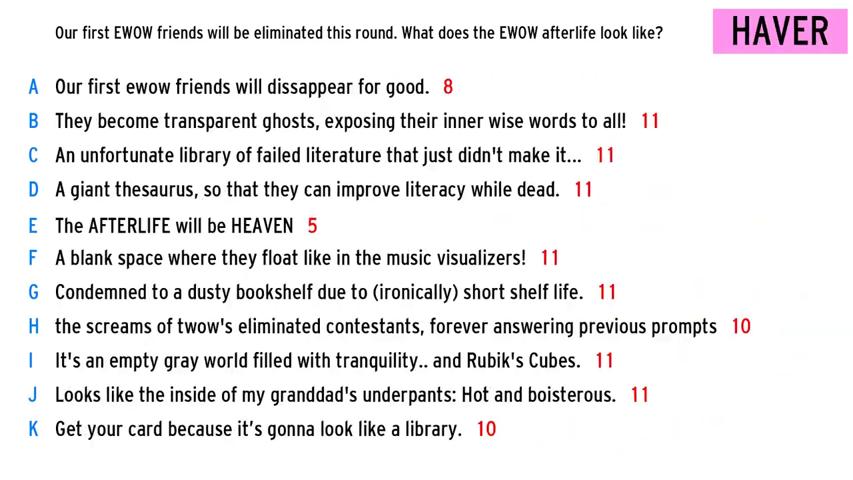 Our first EWOW friends will be eliminated this round. What does the EWOW afterlife look like?
HAVER
A Our first ewow friends will dissappear for good. 8
B They become transparent ghosts, exposing their inner wise words to all! 11
C An unfortunate library of failed literature that just didn't make it... 11
D A giant thesaurus, so that they can improve literacy while dead. 11
E The AFTERLIFE will be HEAVEN 5
F A blank space where they float like in the music visualizers! 11
G Condemned to a dusty bookshelf due to (ironically) short shelf life. 11
H the screams of twow's eliminated contestants, forever answering previous prompts 10
I It's an empty gray world filled with tranquility.. and Rubik's Cubes. 11
J Looks like the inside of my granddad's underpants: Hot and boisterous. 11
K Get your card because it’s gonna look like a library. 10